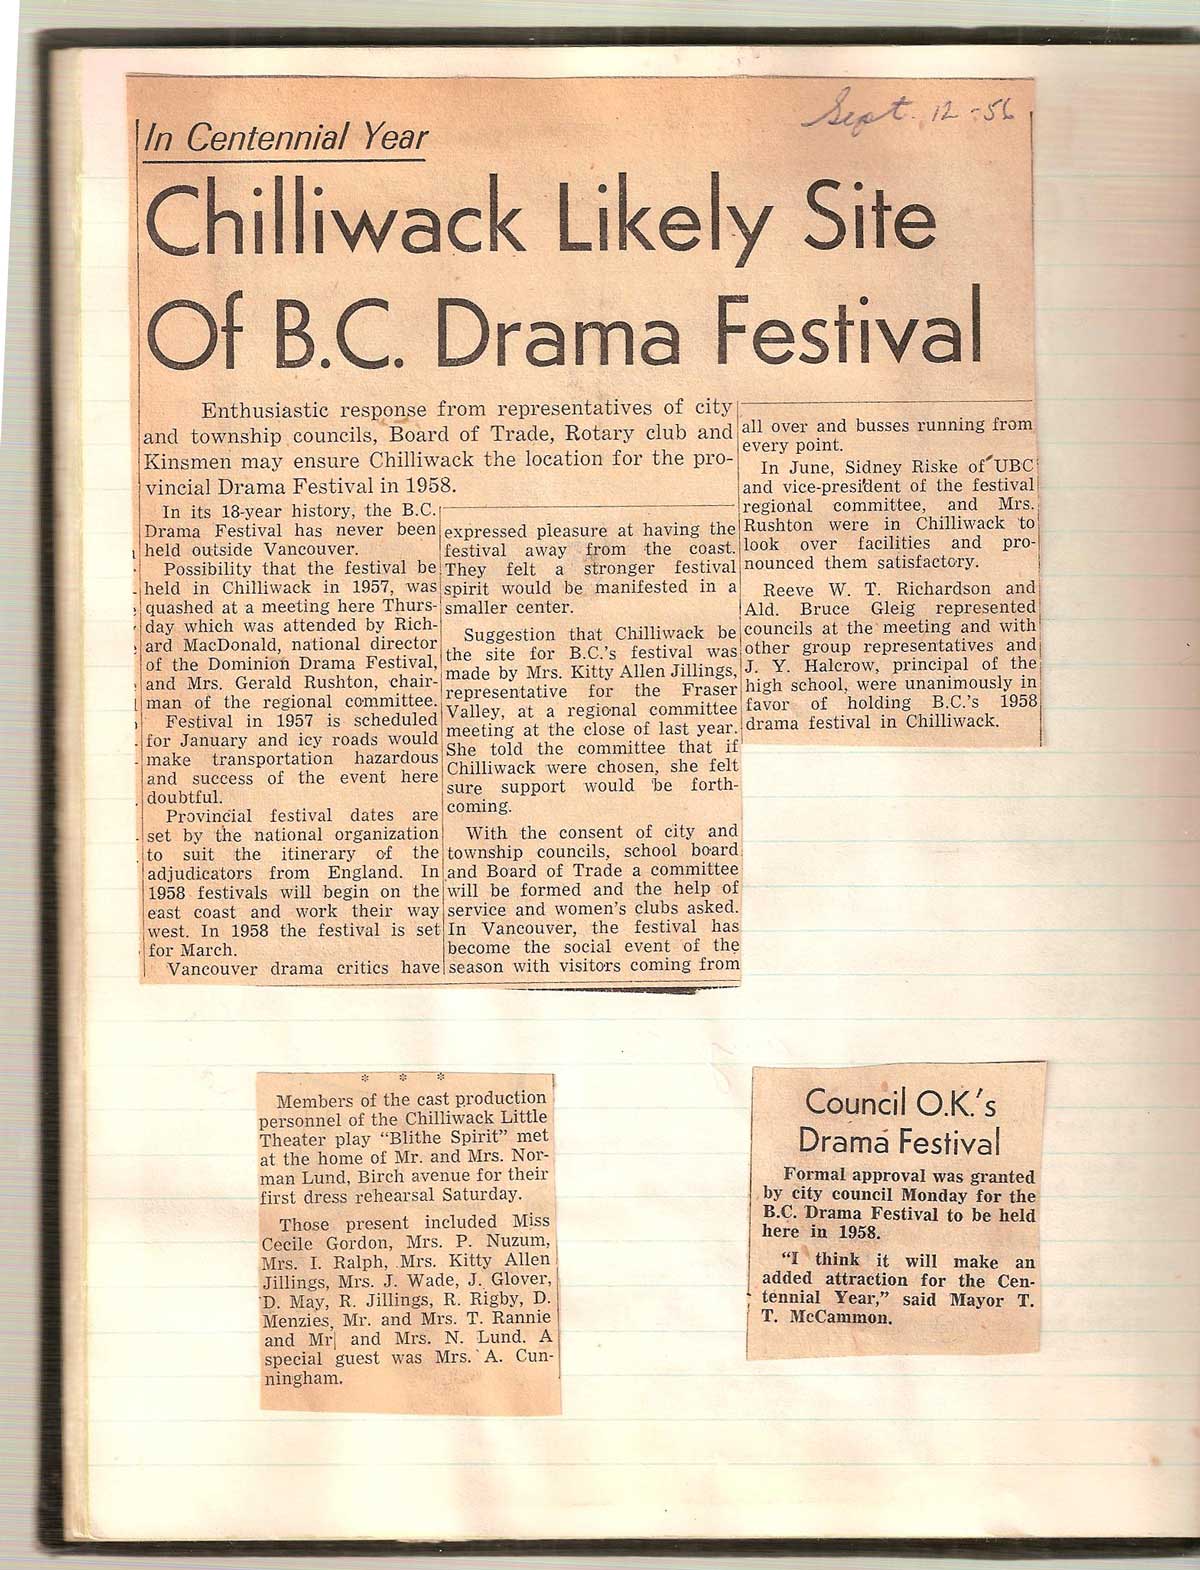 Sept. 12 - 56
In Centennial Year
Chilliwack Likely Site
Of B.C. Drama Festival
Enthusiastic response from representatives of city
and township councils, Board of Trade, Rotary club and
Kinsmen may ensure Chilliwack the location for the pro-
vincial Drama Festival in 1958.
In its 18-year history, the B.C.
Drama Festival has never been
held outside Vancouver.
Possibility that the festival be
held in Chilliwack in 1957, was
quashed at a meeting here Thurs-
day which was attended by Rich-
ard MacDonald, national director
of the Dominion Drama Festival,
and Mrs. Gerald Rushton, chair-
man of the regional committee.
Festival in 1957 is scheduled
for January and icy roads would
make transportation hazardous
and success of the event here
doubtful.
Provincial festival dates are
set by the national organization
to suit the itinerary of the
adjudicators from England. In
1958 festivals will begin on the
east coast and work their way
west. In 1958 the festival is set
for March.
Vancouver drama critics have
expressed pleasure at having the
festival away from the coast.
They felt a stronger festival
spirit would be manifested in a
smaller center.
Suggestion that Chilliwack be
the site for B.C.'s festival was
made by Mrs. Kitty Allen Jillings,
representative for the Fraser
Valley, at a regional committee
meeting at the close of last year.
She told the committee that if
Chilliwack were chosen, she felt
sure support would be forth-
coming.
With the consent of city and
township councils, school board
and Board of Trade a committee
will be formed and the help of
service and women's clubs asked.
In Vancouver, the festival has
become the social event of the
season with visitors coming from
all over and busses running from
every point.
In June, Sidney Riske of UBC
and vice-president of the festival
regional committee, and Mrs.
Rushton were in Chilliwack to
look over facilities and pro-
nounced them satisfactory.
Reeve W. T. Richardson and
Ald. Bruce Gleig represented
councils at the meeting and with
other group representatives and
J. Y. Halcrow, principal of the
high school, were unanimously in
favor of holding B.C.'s 1958
drama festival in Chilliwack.
* * *
Members of the cast production
personnel of the Chilliwack Little
Theater play "Blithe Spirit" met
at the home of Mr. and Mrs. Nor-
man Lund, Birch avenue for their
first dress rehearsal Saturday.
Those present included Miss
Cecile Gordon, Mrs. P. Nuzum,
Mrs. I. Ralph, Mrs. Kitty Allen
Jillings, Mrs. J. Wade, J. Glover,
D. May, R. Jillings, R. Rigby, D.
Menzies, Mr. and Mrs. T. Rannie
and Mr and Mrs. N. Lund. A
special guest was Mrs. A. Cun-
ningham.
Council O.K.'s
Drama Festival
Formal approval was granted
by city council Monday for the
B.C. Drama Festival to be held
here in 1958.
"I think it will make an
added attraction for the Cen-
tennial Year," said Mayor T.
T. McCammon.